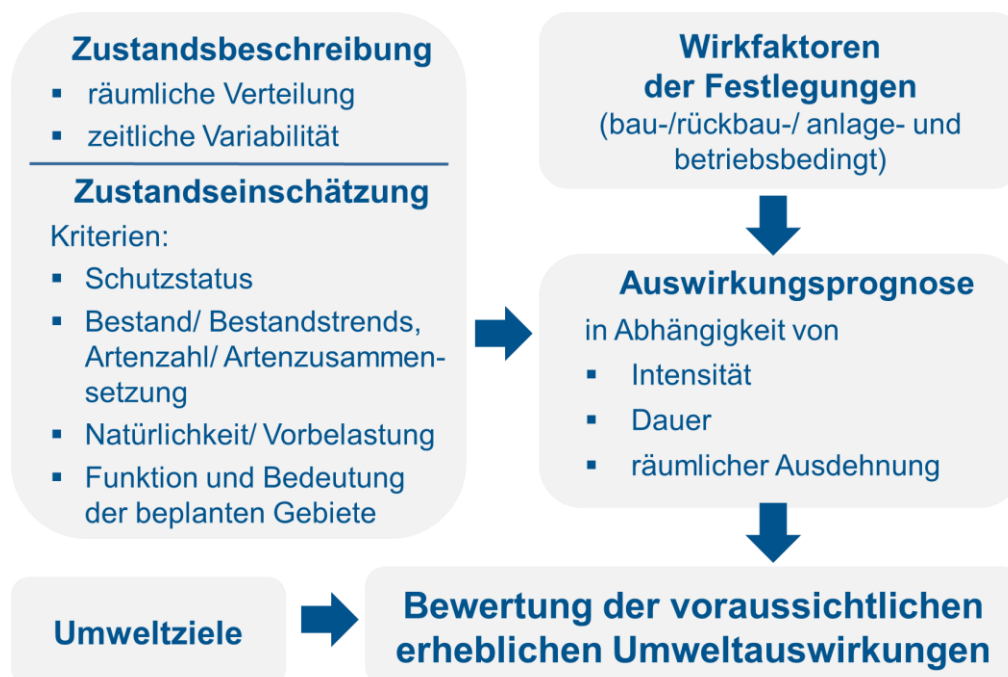 Zustandsbeschreibung
▪ räumliche Verteilung
▪ zeitliche Variabilität
Zustandseinschätzung
Kriterien:
▪ Schutzstatus
▪ Bestand/ Bestandstrends,
Artenzahl/ Artenzusammen-
setzung
▪ Natürlichkeit/ Vorbelastung
▪ Funktion und Bedeutung
der beplanten Gebiete
Wirkfaktoren
der Festlegungen
(bau-/rückbau-/ anlage- und
betriebsbedingt)
Auswirkungsprognose
in Abhängigkeit von
▪ Intensität
▪ Dauer
▪ räumlicher Ausdehnung
Umweltziele
Bewertung der voraussichtlichen
erheblichen Umweltauswirkungen